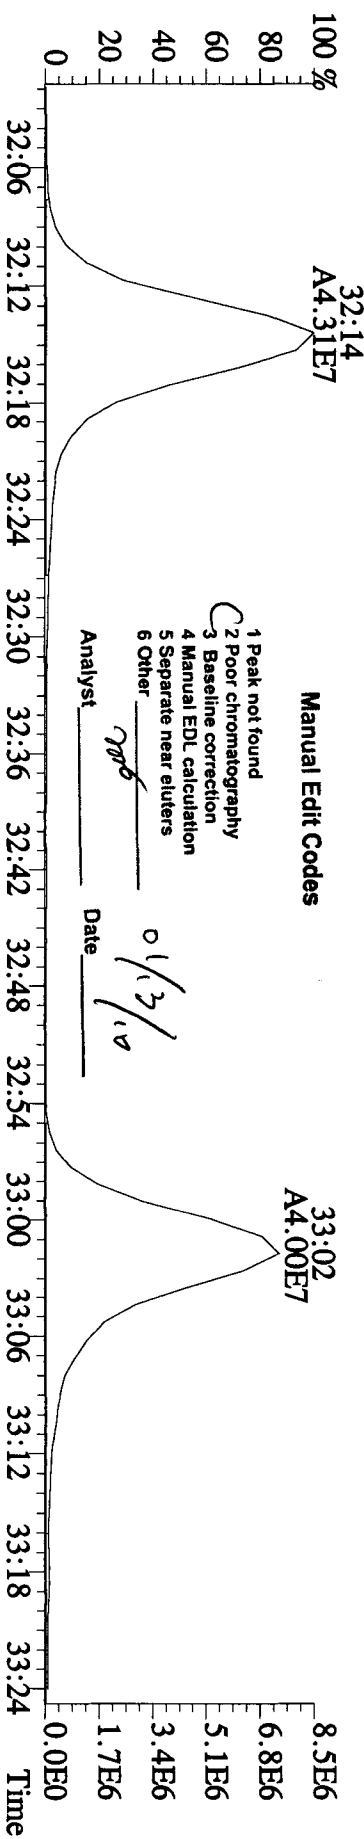 100 %
80
60
40
20
0
32:14
A4.31E7
33:02
A4.00E7
8.5E6
6.8E6
5.1E6
3.4E6
1.7E6
0.0E0
32:06 32:12 32:18 32:24 32:30 32:36 32:42 32:48 32:54 33:00 33:06 33:12 33:18 33:24 Time
Manual Edit Codes
1 Peak not found
2 Poor chromatography
3 Baseline correction
4 Manual EDL calculation
5 Separate near eluters
6 Other
Analyst
Date
01/13/10